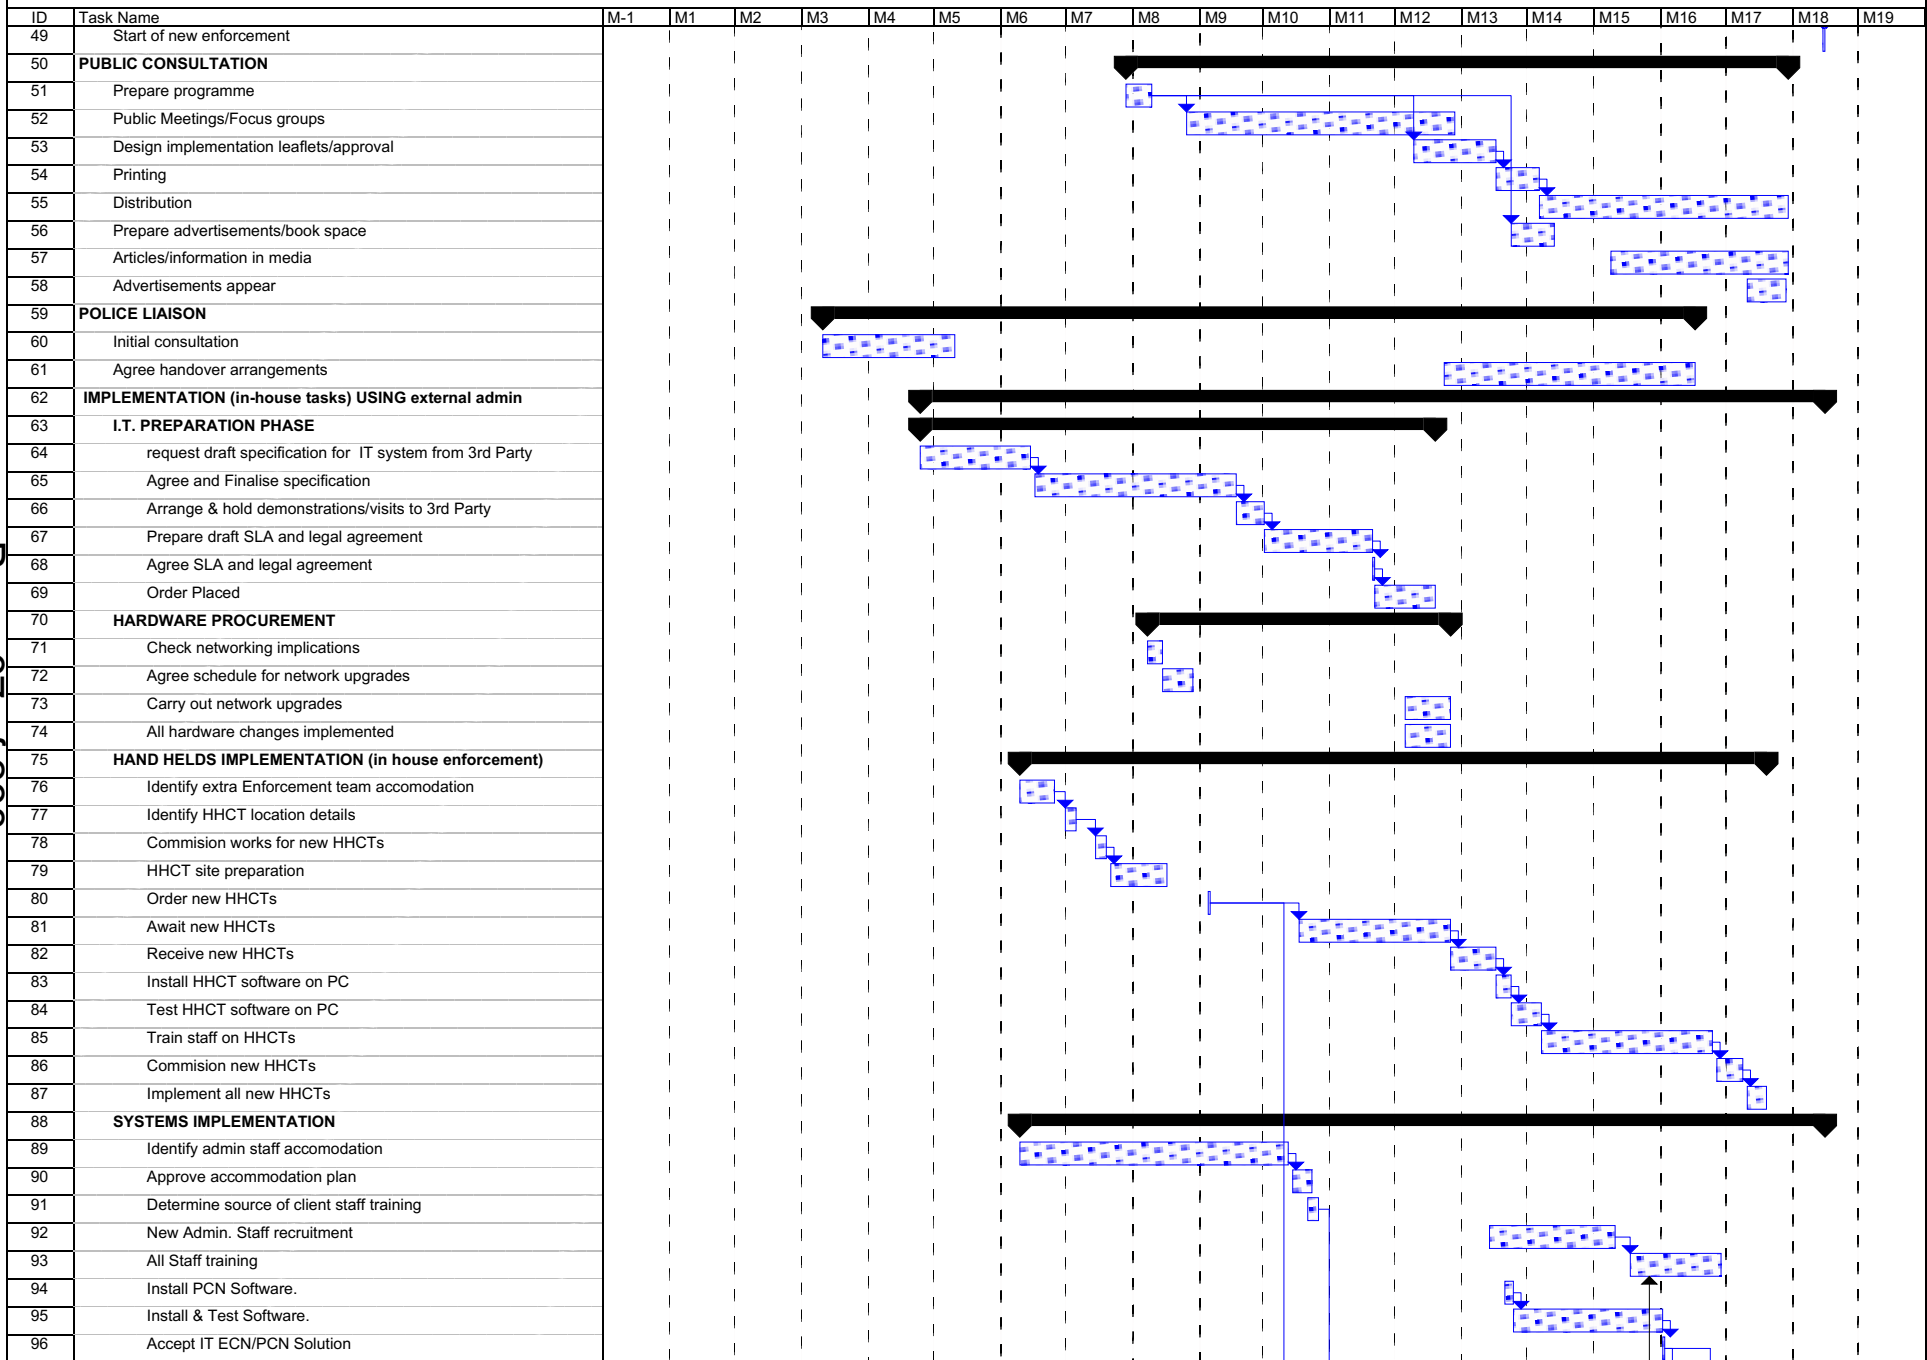 ID Task Name M-1 M1 M2 M3 M4 M5 M6 M7 M8 M9 M10 M11 M12 M13 M14 M15 M16 M17 M18 M19
49 Start of new enforcement
50 PUBLIC CONSULTATION
51 Prepare programme
52 Public Meetings/Focus groups
53 Design implementation leaflets/approval
54 Printing
55 Distribution
56 Prepare advertisements/book space
57 Articles/information in media
58 Advertisements appear
59 POLICE LIAISON
60 Initial consultation
61 Agree handover arrangements
62 IMPLEMENTATION (in-house tasks) USING external admin
63 I.T. PREPARATION PHASE
64 request draft specification for IT system from 3rd Party
65 Agree and Finalise specification
66 Arrange & hold demonstrations/visits to 3rd Party
67 Prepare draft SLA and legal agreement
68 Agree SLA and legal agreement
69 Order Placed
70 HARDWARE PROCUREMENT
71 Check networking implications
72 Agree schedule for network upgrades
73 Carry out network upgrades
74 All hardware changes implemented
75 HAND HELDS IMPLEMENTATION (in house enforcement)
76 Identify extra Enforcement team accomodation
77 Identify HHCT location details
78 Commision works for new HHCTs
79 HHCT site preparation
80 Order new HHCTs
81 Await new HHCTs
82 Receive new HHCTs
83 Install HHCT software on PC
84 Test HHCT software on PC
85 Train staff on HHCTs
86 Commision new HHCTs
87 Implement all new HHCTs
88 SYSTEMS IMPLEMENTATION
89 Identify admin staff accomodation
90 Approve accommodation plan
91 Determine source of client staff training
92 New Admin. Staff recruitment
93 All Staff training
94 Install PCN Software.
95 Install & Test Software.
96 Accept IT ECN/PCN Solution